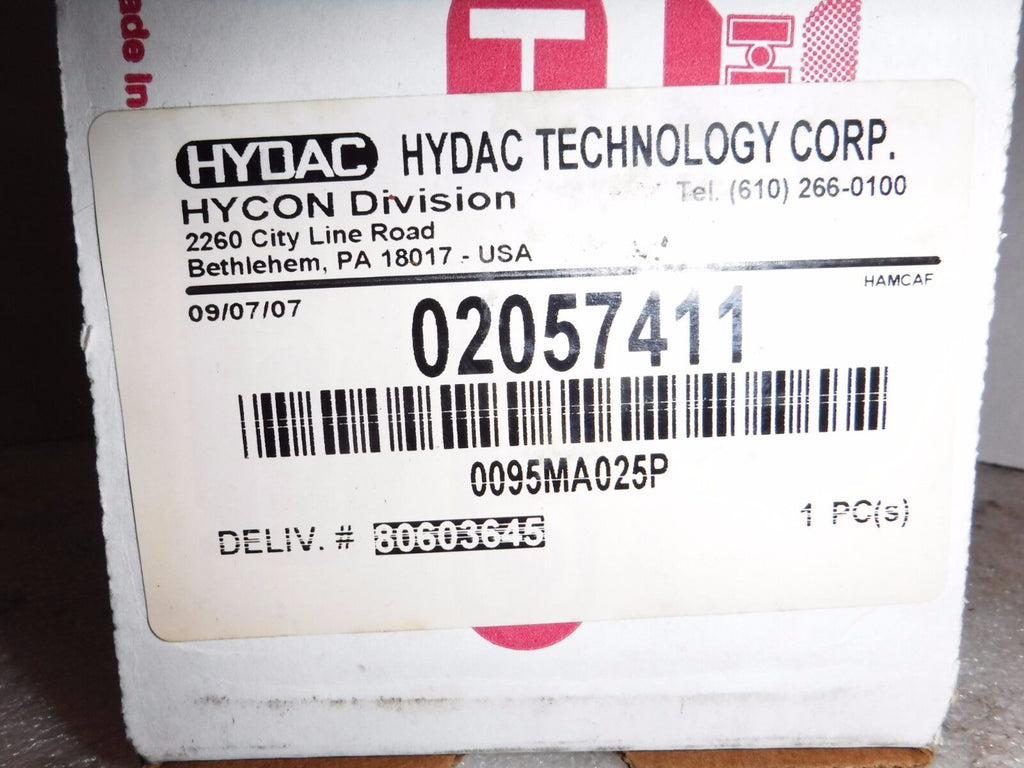 ade in
HYDAC HYDAC TECHNOLOGY CORP.
HYCON Division Tel. (610) 266-0100
2260 City Line Road
Bethlehem, PA 18017 - USA
HAMCAF
09/07/07
02057411
0095MA025P
1 PC(s)
DELIV. # 80603645